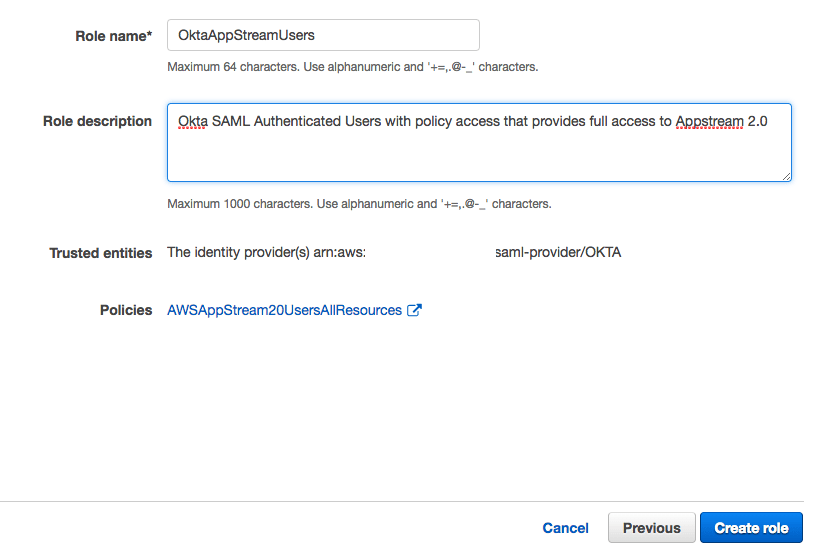 Role name* OktaAppStreamUsers
Maximum 64 characters. Use alphanumeric and '+=,.@-_' characters.
Role description Okta SAML Authenticated Users with policy access that provides full access to Appstream 2.0
Maximum 1000 characters. Use alphanumeric and '+=,.@-_' characters.
Trusted entities The identity provider(s) arn:aws: saml-provider/OKTA
Policies AWSAppStream20UsersAllResources
Cancel Previous Create role